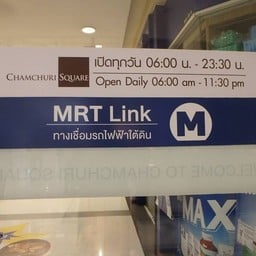 CHAMCHURI SQUARE
เปิดทุกวัน 06:00 น. - 23:30 น.
Open Daily 06:00 am - 11:30 pm
MRT Link
ทางเชื่อมรถไฟฟ้าใต้ดิน
M
WELCOME TO CHAMCHURI SQUA
MAX